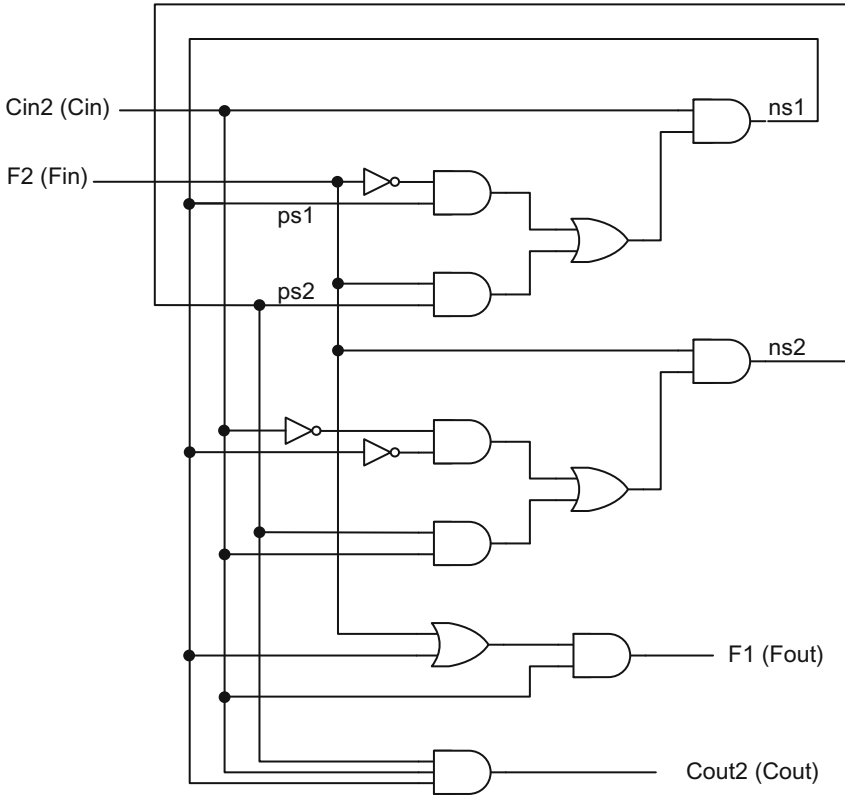 Cin2 (Cin)
ns1
F2 (Fin)
ps1
ps2
ns2
F1 (Fout)
Cout2 (Cout)